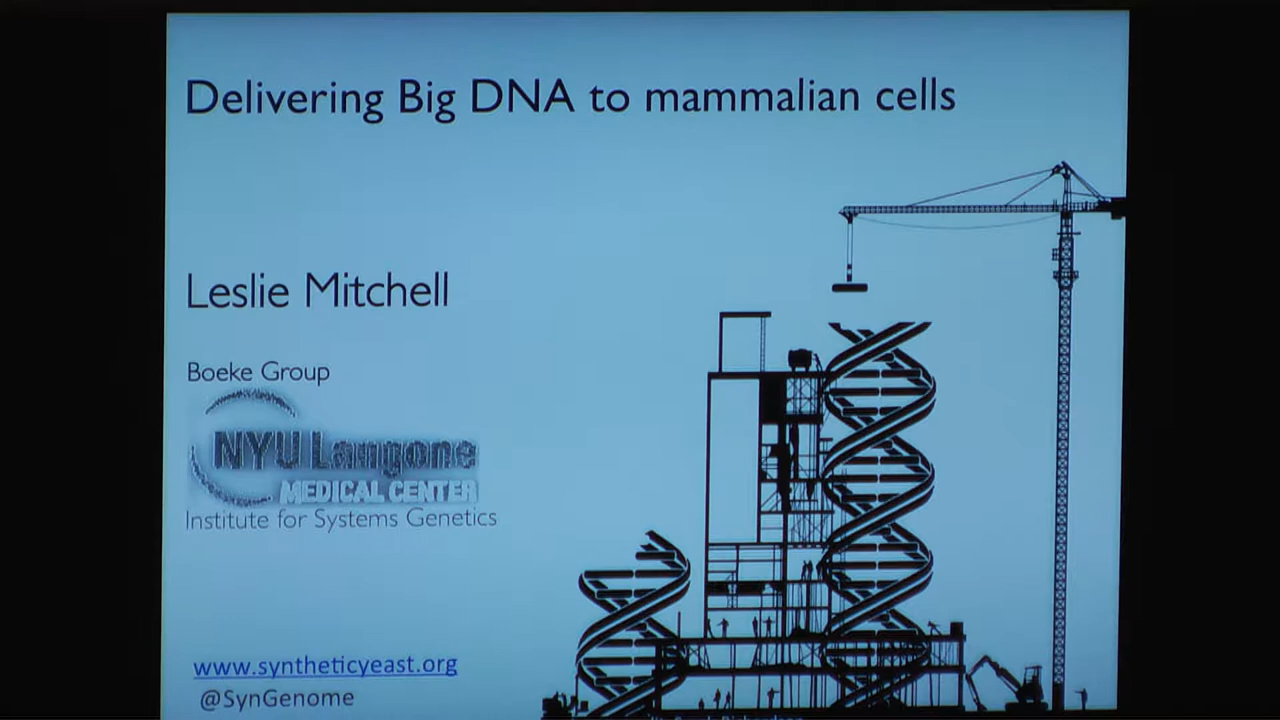 Delivering Big DNA to mammalian cells
Leslie Mitchell
Boeke Group
NYU Langone
MEDICAL CENTER
Institute for Systems Genetics
www.syntheticyeast.org
@SynGenome